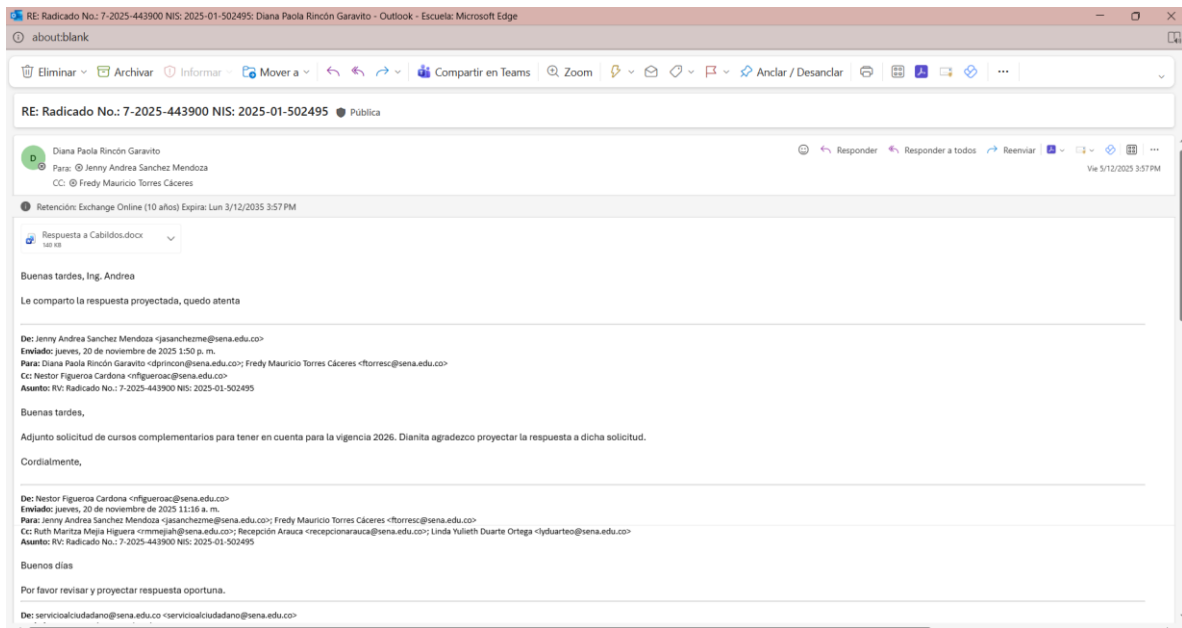 RE: Radicado No.: 7-2025-443900 NIS: 2025-01-502495: Diana Paola Rincón Garavito - Outlook - Escuela: Microsoft Edge
about:blank
Eliminar Archivar Informar Mover a Compartir en Teams Zoom Anclar / Desanclar
RE: Radicado No.: 7-2025-443900 NIS: 2025-01-502495 Pública
D
Diana Paola Rincón Garavito
Responder Responder a todos Reenviar
Para: Jenny Andrea Sanchez Mendoza
Vie 5/12/2025 3:57 PM
CC: Fredy Mauricio Torres Cáceres
Retención: Exchange Online (10 años) Expira: Lun 3/12/2035 3:57 PM
Respuesta a Cabildos.docx
140 KB
Buenas tardes, Ing. Andrea
Le comparto la respuesta proyectada, quedo atenta
De: Jenny Andrea Sanchez Mendoza <jasanchezme@sena.edu.co>
Enviado: jueves, 20 de noviembre de 2025 1:50 p. m.
Para: Diana Paola Rincón Garavito <dprincon@sena.edu.co>; Fredy Mauricio Torres Cáceres <ftorresc@sena.edu.co>
Cc: Nestor Figueroa Cardona <nfigueroac@sena.edu.co>
Asunto: RV: Radicado No.: 7-2025-443900 NIS: 2025-01-502495
Buenas tardes,
Adjunto solicitud de cursos complementarios para tener en cuenta para la vigencia 2026. Dianita agradezco proyectar la respuesta a dicha solicitud.
Cordialmente,
De: Nestor Figueroa Cardona <nfigueroac@sena.edu.co>
Enviado: jueves, 20 de noviembre de 2025 11:16 a. m.
Para: Jenny Andrea Sanchez Mendoza <jasanchezme@sena.edu.co>; Fredy Mauricio Torres Cáceres <ftorresc@sena.edu.co>
Cc: Ruth Maritza Mejia Higuera <rmmejiah@sena.edu.co>; Recepción Arauca <recepcionarauca@sena.edu.co>; Linda Yulieth Duarte Ortega <lyduarteo@sena.edu.co>
Asunto: RV: Radicado No.: 7-2025-443900 NIS: 2025-01-502495
Buenos días
Por favor revisar y proyectar respuesta oportuna.
De: servicioalciudadano@sena.edu.co <servicioalciudadano@sena.edu.co>